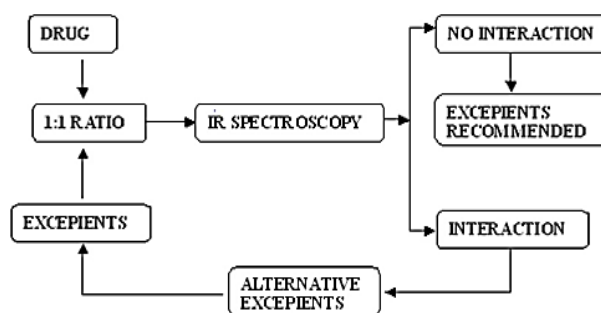 DRUG
NO INTERACTION
1:1 RATIO
IR SPECTROSCOPY
EXCEPIENTS
RECOMMENDED
EXCEPIENTS
INTERACTION
ALTERNATIVE
EXCEPIENTS